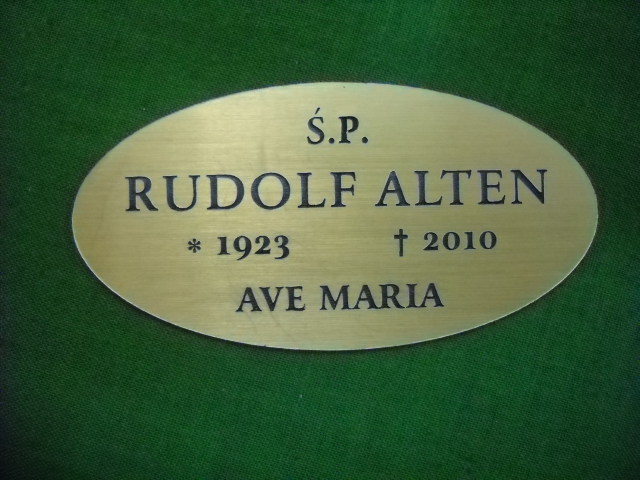 Ś.P.
RUDOLF ALTEN
* 1923 † 2010
AVE MARIA